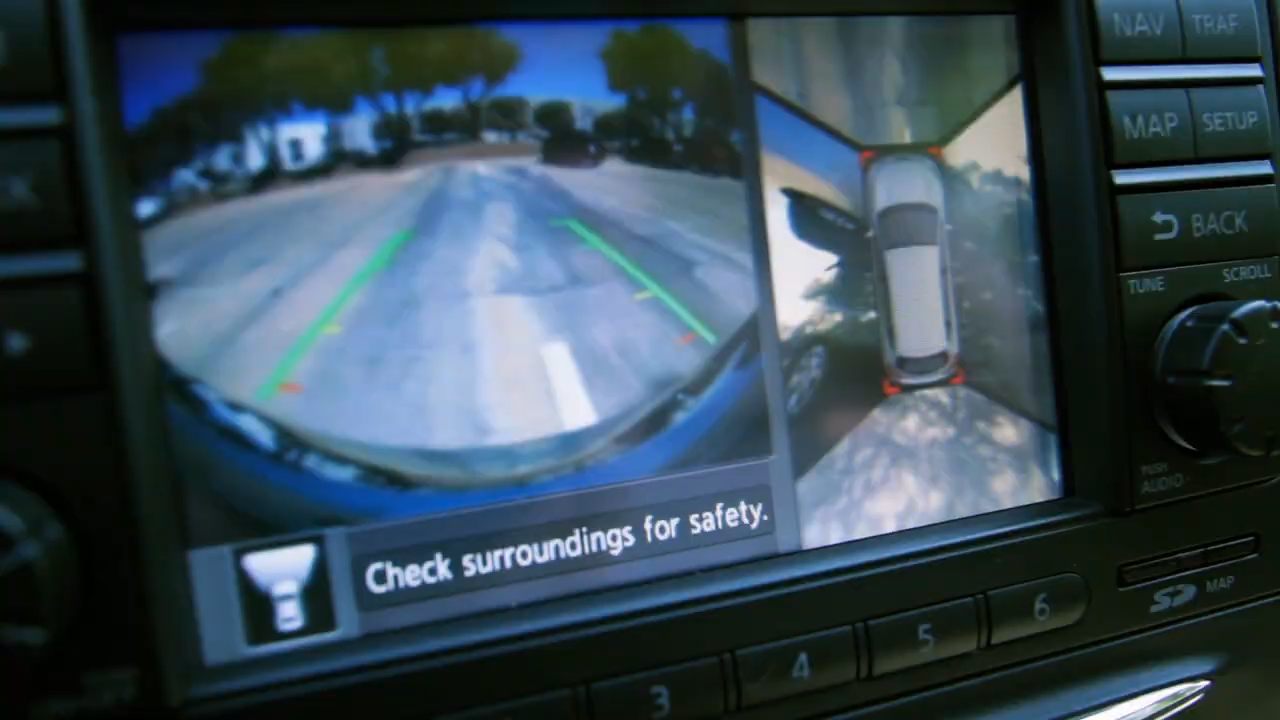 NAV TRAF
MAP SETUP
BACK
TUNE SCROLL
PUSH
AUDIO
Check surroundings for safety.
SD MAP
3 4 5 6